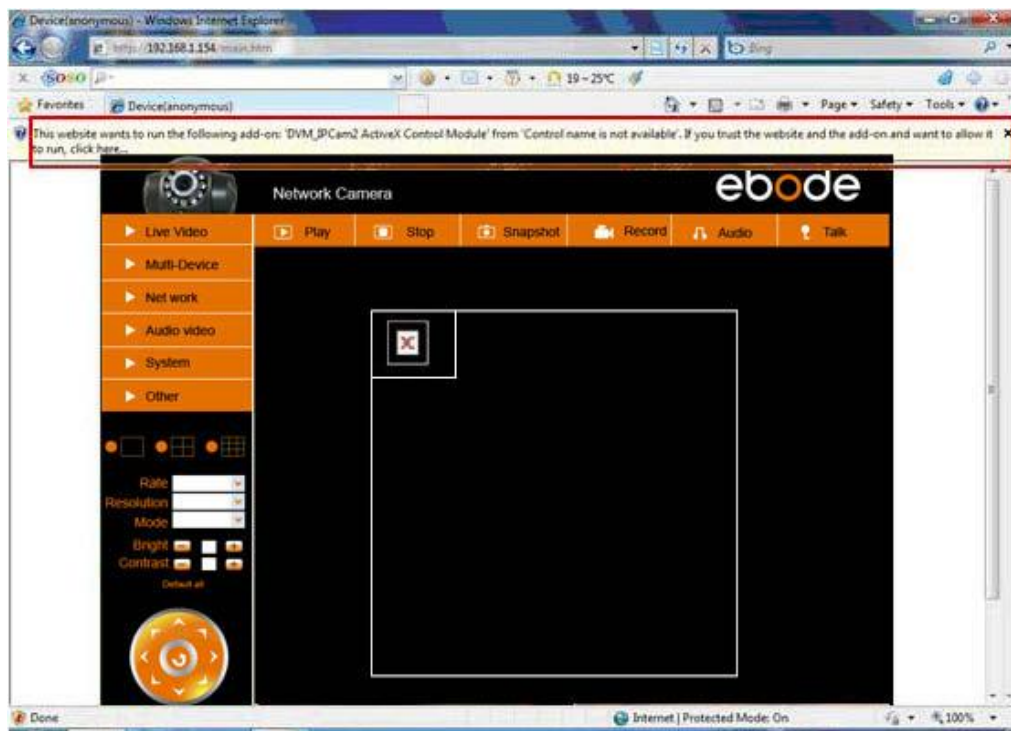 Device(anonymous) - Windows Internet Explorer
http://192.168.1.154/main.htm
Bing
SOSO
19~25℃
Favorites Device(anonymous) Page Safety Tools
This website wants to run the following add-on: 'DVM_IPCam2 ActiveX Control Module' from 'Control name is not available'. If you trust the website and the add-on and want to allow it
to run, click here...
Network Camera ebode
Live Video Play Stop Snapshot Record Audio Talk
Multi-Device
Net work
Audio video
System
Other
Rate
Resolution
Mode
Bright
Contrast
Default all
Done Internet | Protected Mode: On 100%